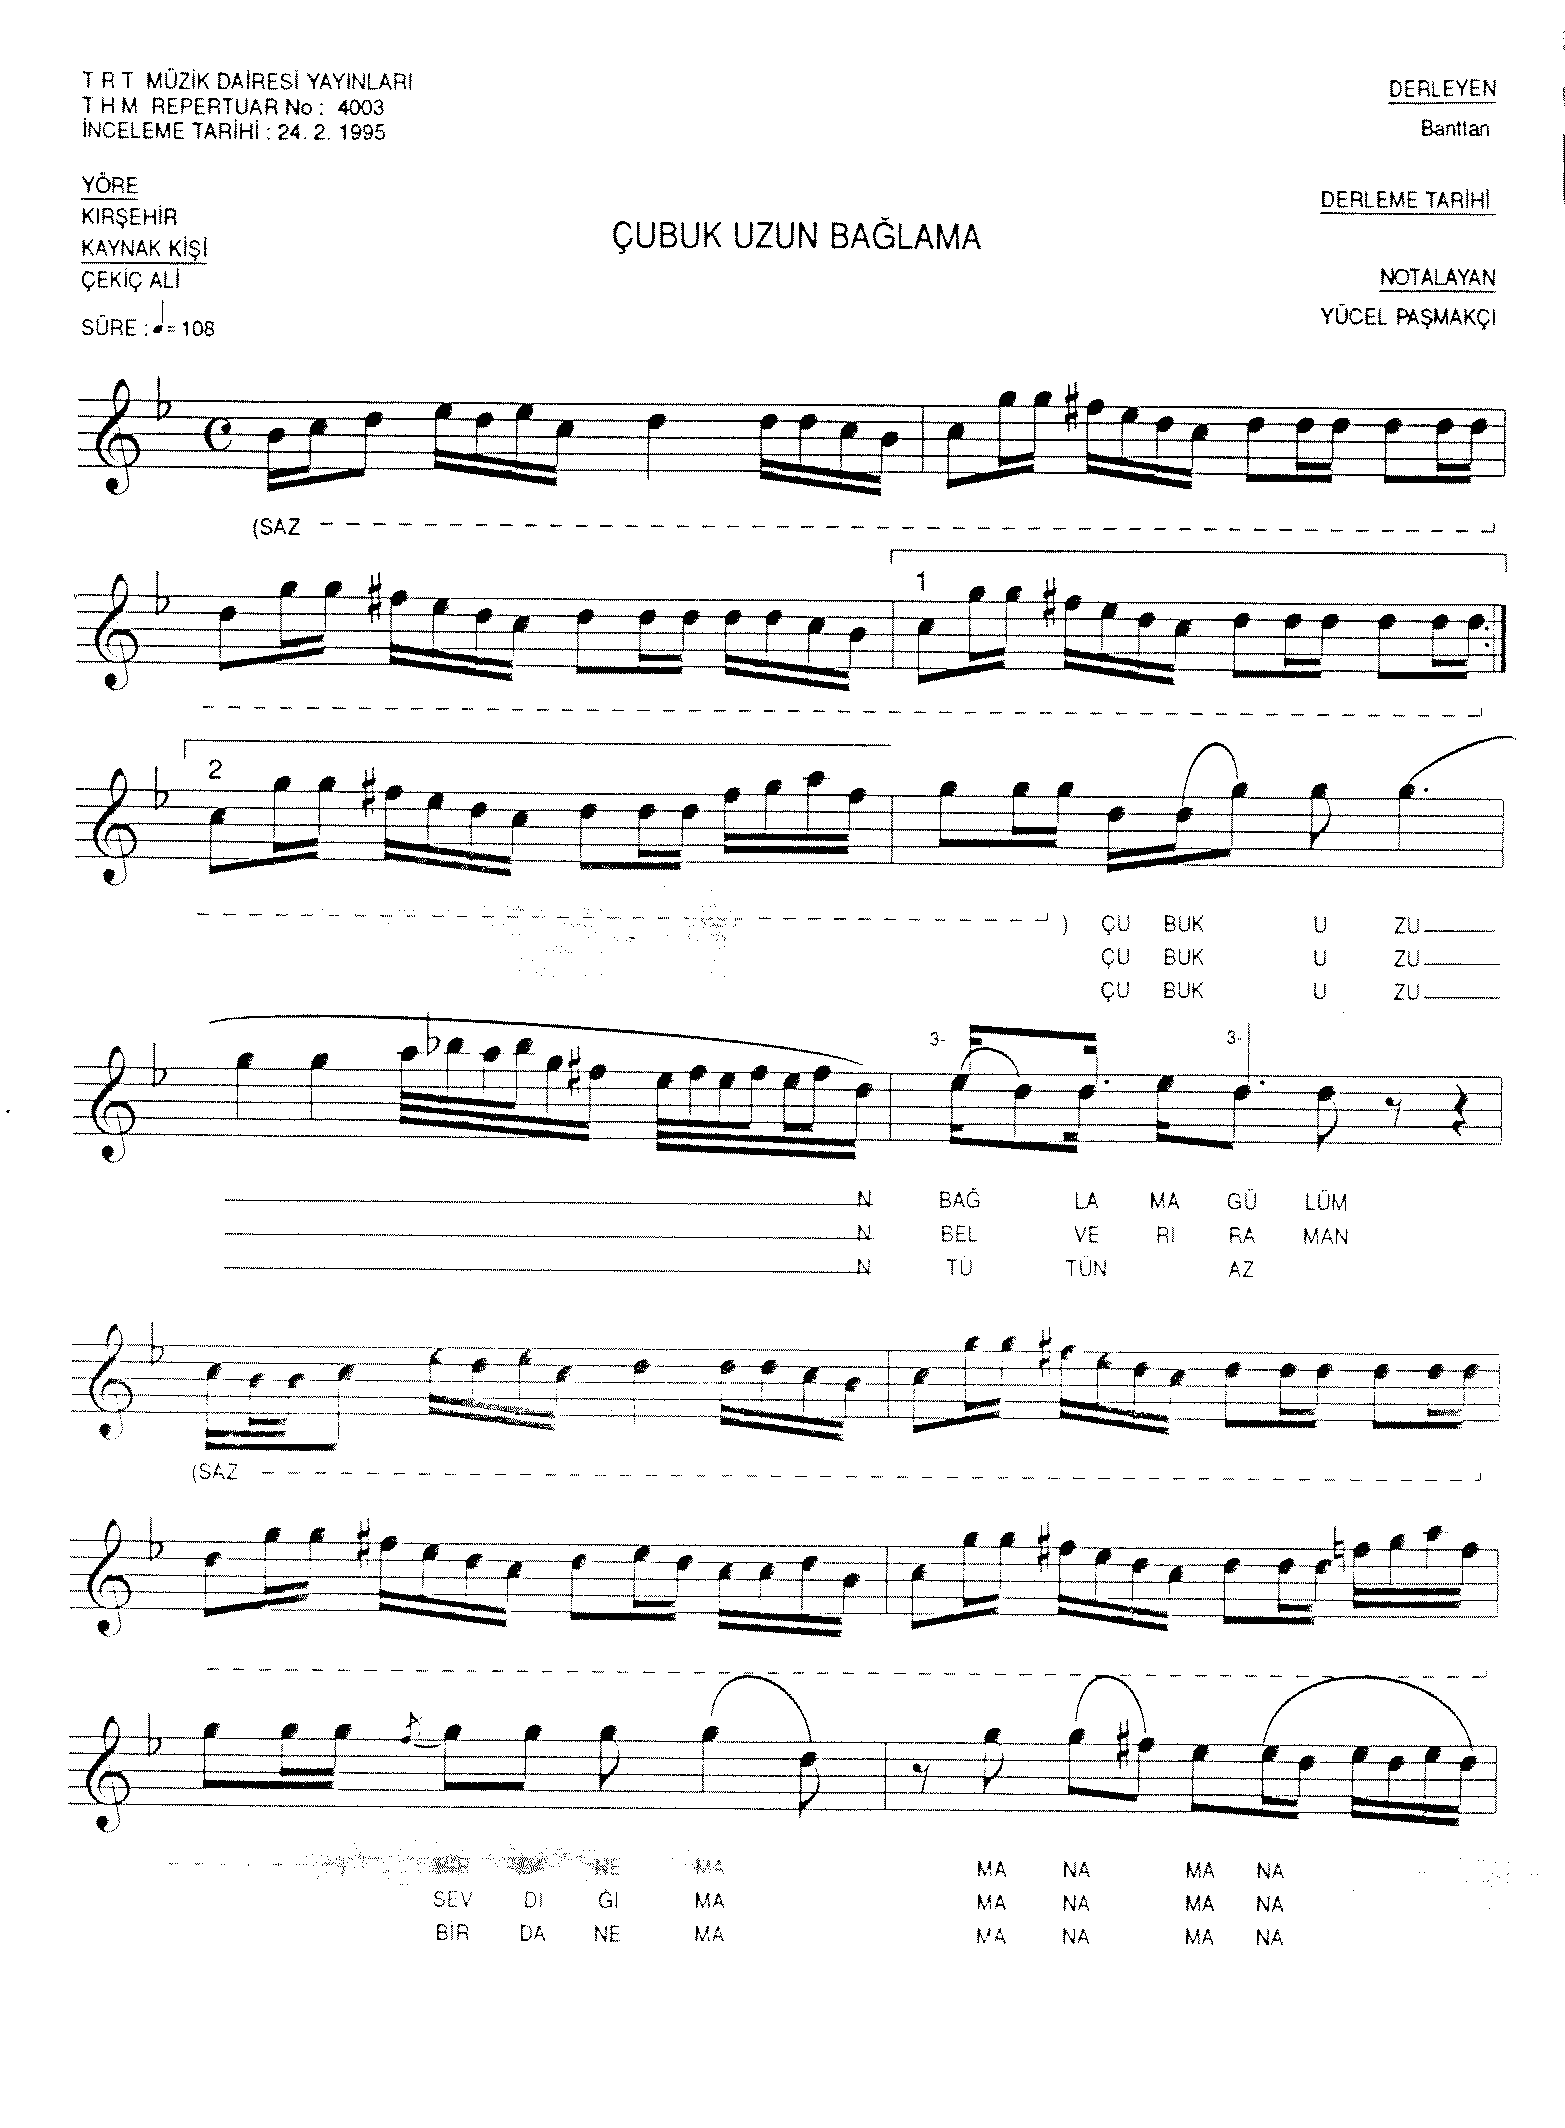 T R T MÜZİK DAİRESİ YAYINLARI
T H M REPERTUAR No : 4003
İNCELEME TARİHİ : 24. 2. 1995
DERLEYEN
Banttan
YÖRE
KIRŞEHİR
KAYNAK KİŞİ
ÇEKİÇ ALİ
SÜRE : ♩ = 108
ÇUBUK UZUN BAĞLAMA
DERLEME TARİHİ
NOTALAYAN
YÜCEL PAŞMAKÇI
(SAZ
1
2
) ÇU BUK U ZU
ÇU BUK U ZU
ÇU BUK U ZU
3- 3-
N BAĞ LA MA GÜ LÜM
N BEL VE RI RA MAN
N TÜ TÜN AZ
(SAZ
NE MA MA NA MA NA
SEV DI ĞI MA MA NA MA NA
BİR DA NE MA MA NA MA NA